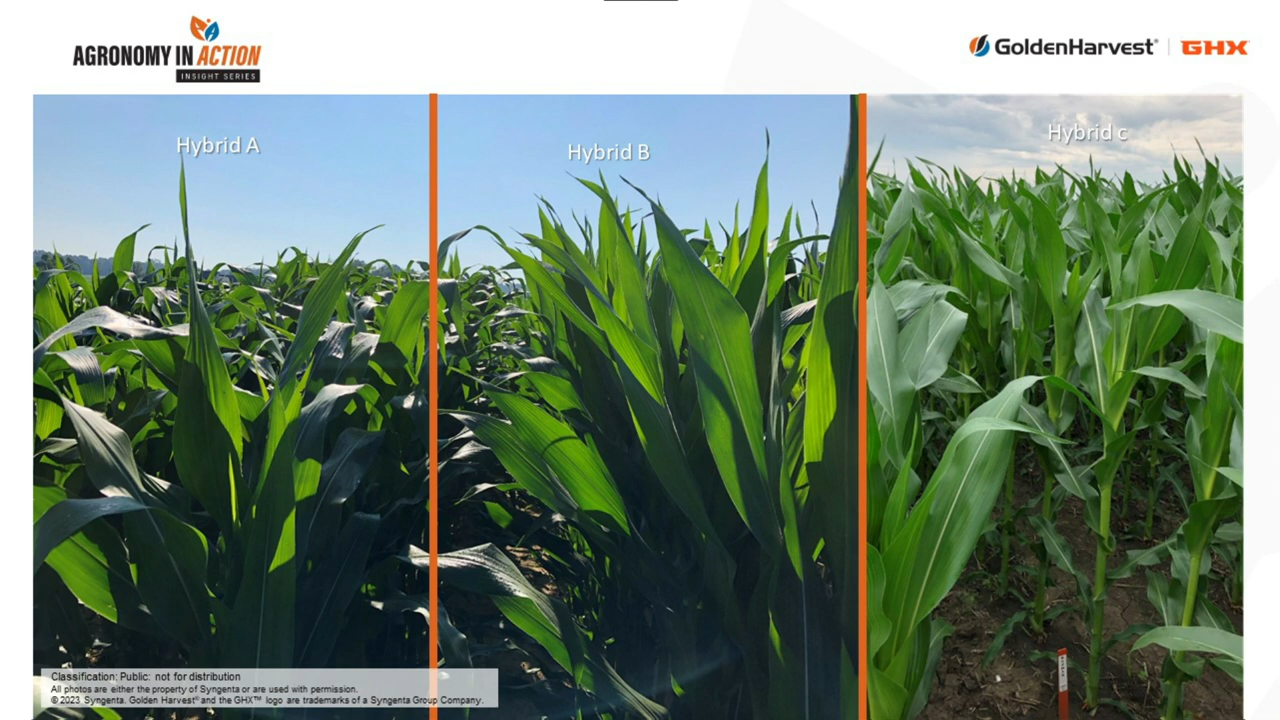 AGRONOMY IN ACTION
INSIGHT SERIES
GoldenHarvest® | GHX
Hybrid A
Hybrid B
Hybrid c
Classification: Public: not for distribution
All photos are either the property of Syngenta or are used with permission.
© 2023 Syngenta. Golden Harvest® and the GHX™ logo are trademarks of a Syngenta Group Company.